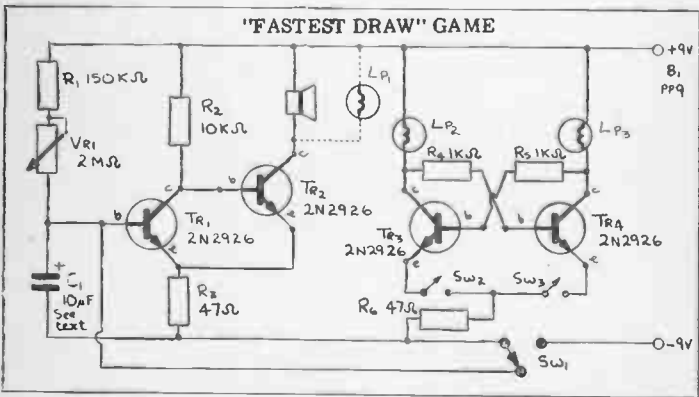 "FASTEST DRAW" GAME
R1 150KΩ
VR1
2MΩ
C1
10µF
See
text
+
R2
10KΩ
b
c
e
TR1
2N2926
R3
47Ω
b
c
e
TR2
2N2926
LP1
LP2
LP3
R4 1KΩ
R5 1KΩ
c
b
e
TR3
2N2926
c
b
e
TR4
2N2926
SW2
SW3
R6 47Ω
SW1
+9V
B1
PP9
-9V